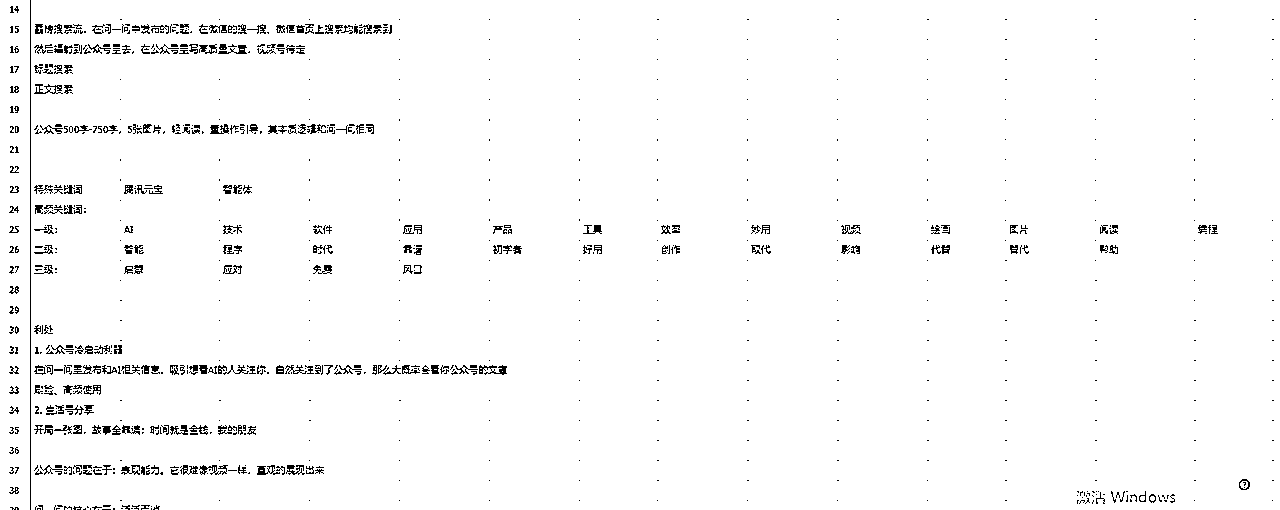 14
15 霸榜搜索流，在问一问中发布的问题，在微信的搜一搜、微信首页上搜索均能搜索到
16 然后辐射到公众号里去，在公众号里写高质量文章，视频号待定
17 标题搜索
18 正文搜索
19
20 公众号500字-750字，5张图片，轻阅读，重操作引导，其本质逻辑和问一问相同
21
22
23 特殊关键词 腾讯元宝 智能体
24 高频关键词：
25 一级： AI 技术 软件 应用 产品 工具 效率 妙用 视频 绘画 图片 阅读 编程
26 二级： 智能 程序 时代 靠谱 初学者 好用 创作 取代 影响 代替 替代 帮助
27 三级： 启蒙 应对 免费 风口
28
29
30 利处
31 1. 公众号冷启动利器
32 在问一问里发布和AI相关信息，吸引想看AI的人关注你，自然关注到了公众号，那么大概率会看你公众号的文章
33 尝尝、高频使用
34 2. 生活号分享
35 开局一张图，故事全靠编；时间就是金钱，我的朋友
36
37 公众号的问题在于：表现能力。它很难像视频一样，直观的展现出来
38
激活 Windows